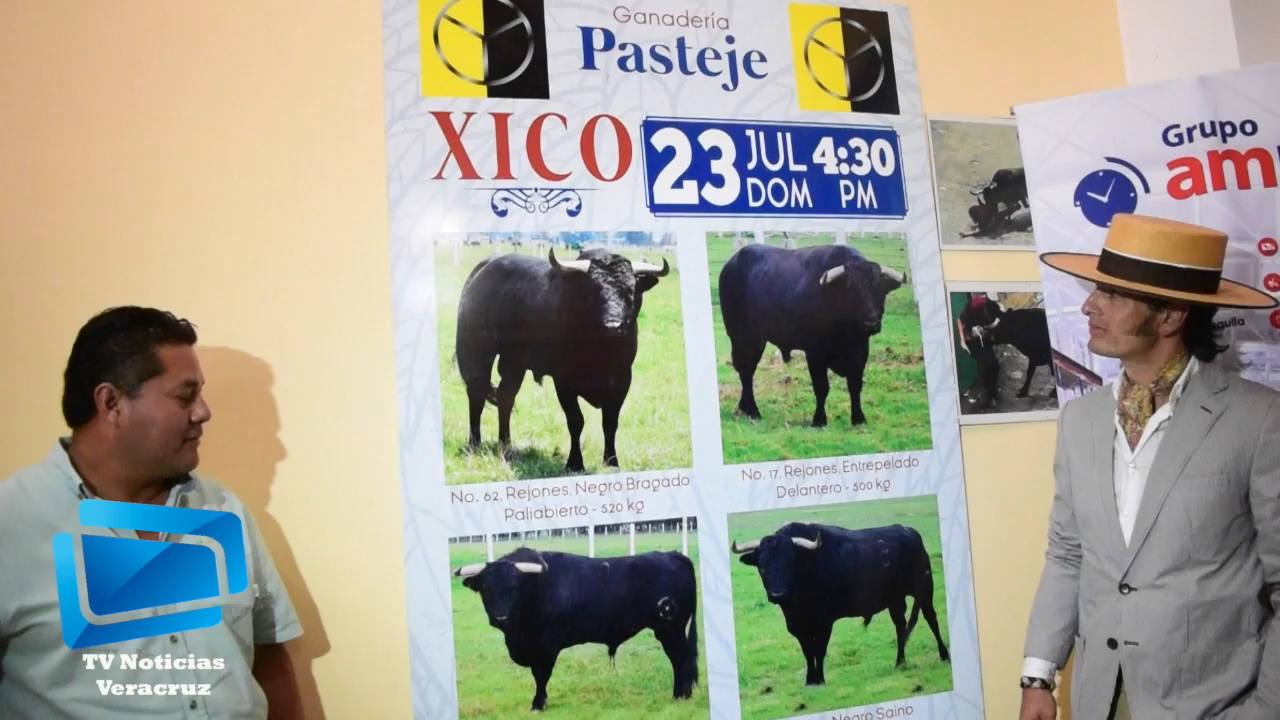 Ganadería
Pasteje
XICO
23 JUL DOM 4:30 PM
Grupo
am
No. 62, Rejones, Negro Bragado
Paliabierto - 520 kg
No. 17, Rejones, Entrepelado
Delantero - 500 kg
Negro Saino
TV Noticias
Veracruz